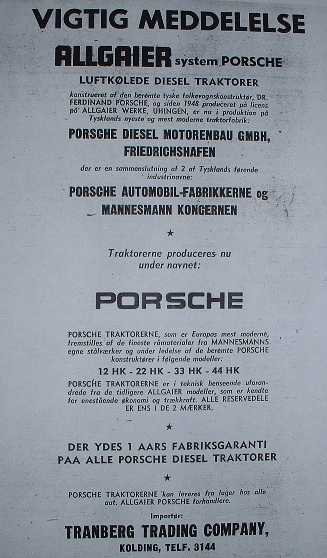 VIGTIG MEDDELELSE
ALLGAIER system PORSCHE
LUFTKØLEDE DIESEL TRAKTORER
konstrueret af den berømte tyske folkevognskonstruktør, DR.
FERDINAND PORSCHE, og siden 1948 produceret på licens
på ALLGAIER WERKE, UHINGEN, er nu i produktion på
Tysklands nyeste og mest moderne traktorfabrik:
PORSCHE DIESEL MOTORENBAU GMBH,
FRIEDRICHSHAFEN
der er en sammenslutning af 2 af Tysklands førende
industrinavne:
PORSCHE AUTOMOBIL-FABRIKKERNE og
MANNESMANN KONCERNEN
Traktorerne produceres nu
under navnet:
PORSCHE
PORSCHE TRAKTORERNE, som er Europas mest moderne,
fremstilles af de fineste råmaterialer fra MANNESMANNS
egne stålværker og under ledelse af de berømte PORSCHE
konstruktører i følgende modeller:
12 HK - 22 HK - 33 HK - 44 HK
PORSCHE TRAKTORERNE er i teknisk henseende uforan-
drede fra de tidligere ALLGAIER modeller, som er kendte
for enestående økonomi og trækkraft. ALLE RESERVEDELE
ER ENS I DE 2 MÆRKER.
DER YDES 1 AARS FABRIKSGARANTI
PAA ALLE PORSCHE DIESEL TRAKTORER
PORSCHE TRAKTORERNE kan leveres fra lager hos alle
aut. ALLGAIER PORSCHE forhandlere.
Importør:
TRANBERG TRADING COMPANY,
KOLDING, TELF. 3144